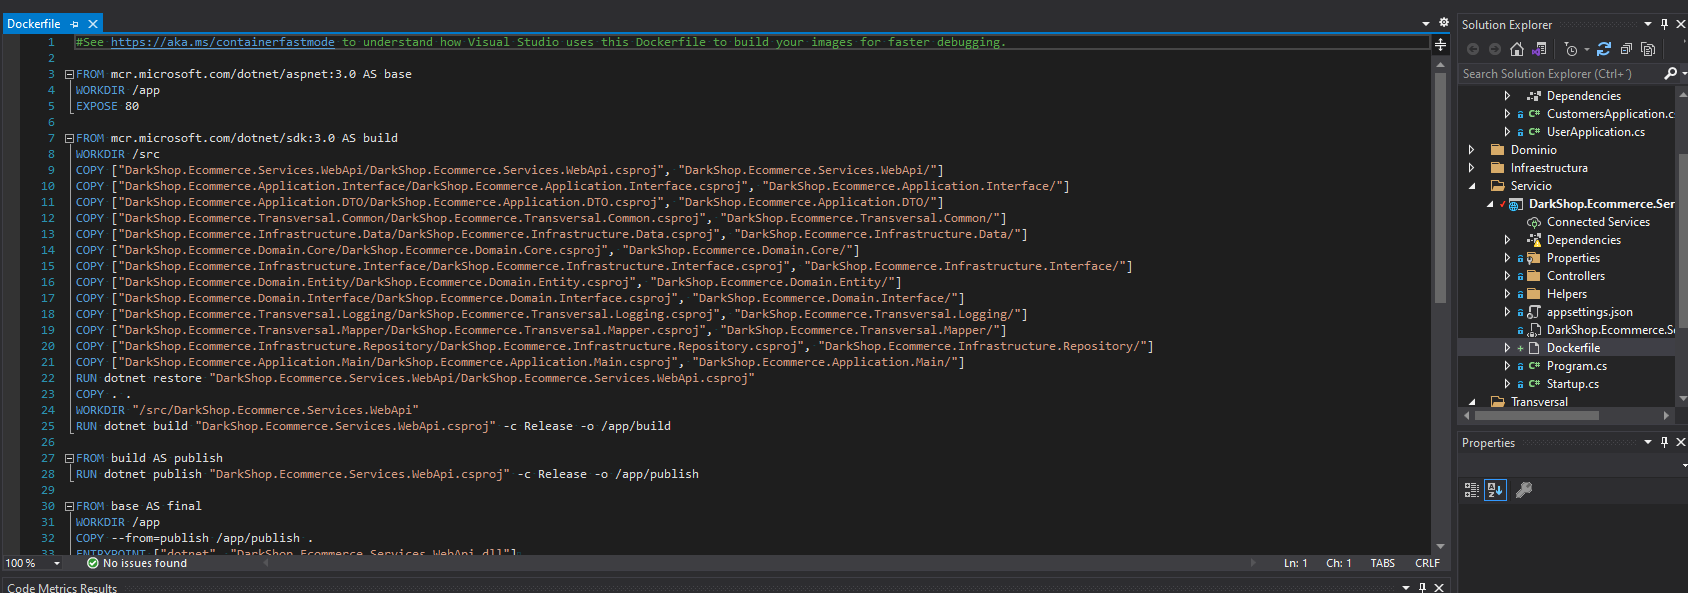 Dockerfile
1 #See https://aka.ms/containerfastmode to understand how Visual Studio uses this Dockerfile to build your images for faster debugging.
2
3 FROM mcr.microsoft.com/dotnet/aspnet:3.0 AS base
4 WORKDIR /app
5 EXPOSE 80
6
7 FROM mcr.microsoft.com/dotnet/sdk:3.0 AS build
8 WORKDIR /src
9 COPY ["DarkShop.Ecommerce.Services.WebApi/DarkShop.Ecommerce.Services.WebApi.csproj", "DarkShop.Ecommerce.Services.WebApi/"]
10 COPY ["DarkShop.Ecommerce.Application.Interface/DarkShop.Ecommerce.Application.Interface.csproj", "DarkShop.Ecommerce.Application.Interface/"]
11 COPY ["DarkShop.Ecommerce.Application.DTO/DarkShop.Ecommerce.Application.DTO.csproj", "DarkShop.Ecommerce.Application.DTO/"]
12 COPY ["DarkShop.Ecommerce.Transversal.Common/DarkShop.Ecommerce.Transversal.Common.csproj", "DarkShop.Ecommerce.Transversal.Common/"]
13 COPY ["DarkShop.Ecommerce.Infrastructure.Data/DarkShop.Ecommerce.Infrastructure.Data.csproj", "DarkShop.Ecommerce.Infrastructure.Data/"]
14 COPY ["DarkShop.Ecommerce.Domain.Core/DarkShop.Ecommerce.Domain.Core.csproj", "DarkShop.Ecommerce.Domain.Core/"]
15 COPY ["DarkShop.Ecommerce.Infrastructure.Interface/DarkShop.Ecommerce.Infrastructure.Interface.csproj", "DarkShop.Ecommerce.Infrastructure.Interface/"]
16 COPY ["DarkShop.Ecommerce.Domain.Entity/DarkShop.Ecommerce.Domain.Entity.csproj", "DarkShop.Ecommerce.Domain.Entity/"]
17 COPY ["DarkShop.Ecommerce.Domain.Interface/DarkShop.Ecommerce.Domain.Interface.csproj", "DarkShop.Ecommerce.Domain.Interface/"]
18 COPY ["DarkShop.Ecommerce.Transversal.Logging/DarkShop.Ecommerce.Transversal.Logging.csproj", "DarkShop.Ecommerce.Transversal.Logging/"]
19 COPY ["DarkShop.Ecommerce.Transversal.Mapper/DarkShop.Ecommerce.Transversal.Mapper.csproj", "DarkShop.Ecommerce.Transversal.Mapper/"]
20 COPY ["DarkShop.Ecommerce.Infrastructure.Repository/DarkShop.Ecommerce.Infrastructure.Repository.csproj", "DarkShop.Ecommerce.Infrastructure.Repository/"]
21 COPY ["DarkShop.Ecommerce.Application.Main/DarkShop.Ecommerce.Application.Main.csproj", "DarkShop.Ecommerce.Application.Main/"]
22 RUN dotnet restore "DarkShop.Ecommerce.Services.WebApi/DarkShop.Ecommerce.Services.WebApi.csproj"
23 COPY . .
24 WORKDIR "/src/DarkShop.Ecommerce.Services.WebApi"
25 RUN dotnet build "DarkShop.Ecommerce.Services.WebApi.csproj" -c Release -o /app/build
26
27 FROM build AS publish
28 RUN dotnet publish "DarkShop.Ecommerce.Services.WebApi.csproj" -c Release -o /app/publish
29
30 FROM base AS final
31 WORKDIR /app
32 COPY --from=publish /app/publish .
33 ENTRYPOINT ["dotnet", "DarkShop.Ecommerce.Services.WebApi.dll"]
100 % No issues found Ln: 1 Ch: 1 TABS CRLF
Code Metrics Results
Solution Explorer
Search Solution Explorer (Ctrl+´)
Dependencies
C# CustomersApplication.c
C# UserApplication.cs
Dominio
Infraestructura
Servicio
DarkShop.Ecommerce.Ser
Connected Services
Dependencies
Properties
Controllers
Helpers
appsettings.json
DarkShop.Ecommerce.S
Dockerfile
C# Program.cs
C# Startup.cs
Transversal
Properties